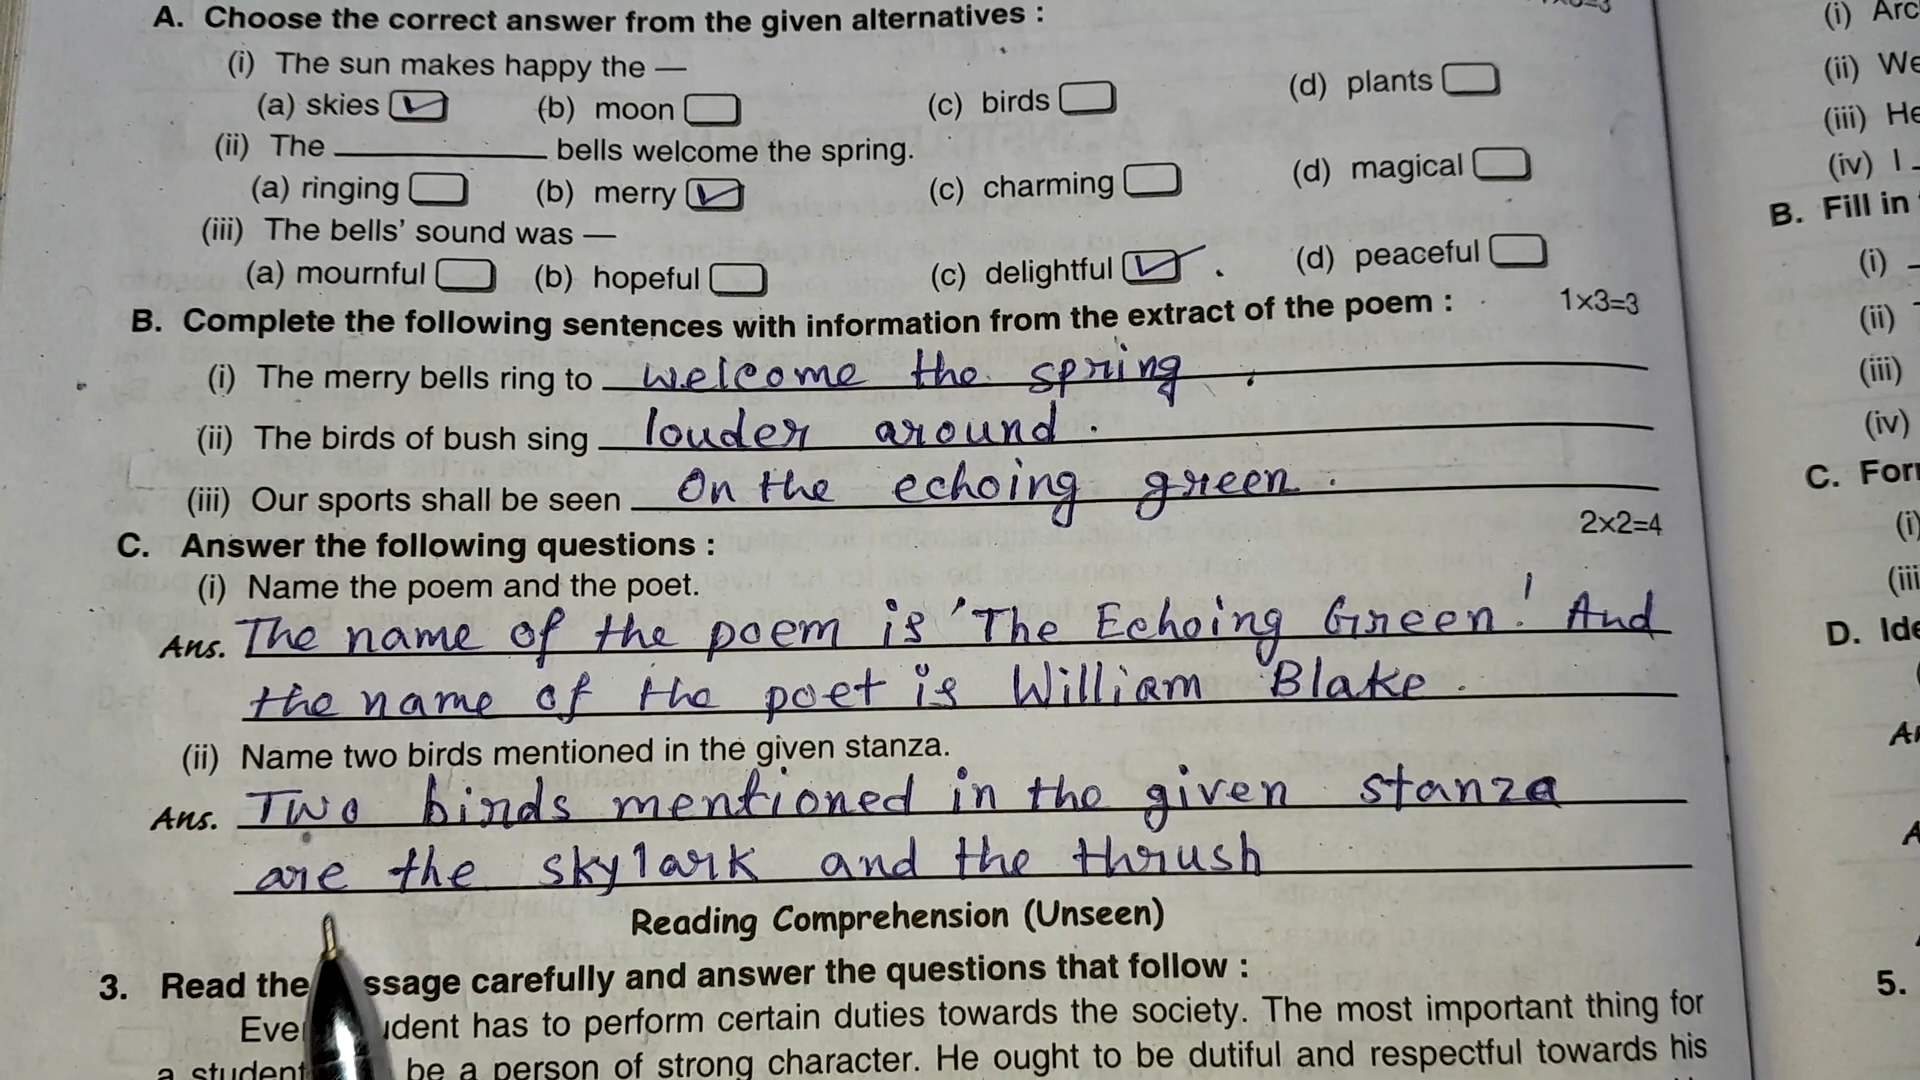 A. Choose the correct answer from the given alternatives :
(i) The sun makes happy the —
(a) skies (b) moon (c) birds (d) plants
(ii) The ____________ bells welcome the spring.
(a) ringing (b) merry (c) charming (d) magical
(iii) The bells' sound was —
(a) mournful (b) hopeful (c) delightful (d) peaceful
B. Complete the following sentences with information from the extract of the poem : 1×3=3
(i) The merry bells ring to welcome the spring .
(ii) The birds of bush sing louder around .
(iii) Our sports shall be seen On the echoing green .
C. Answer the following questions : 2×2=4
(i) Name the poem and the poet.
Ans. The name of the poem is 'The Echoing Green'. And
the name of the poet is William Blake .
(ii) Name two birds mentioned in the given stanza.
Ans. Two birds mentioned in the given stanza
are the skylark and the thrush
Reading Comprehension (Unseen)
3. Read the ssage carefully and answer the questions that follow :
Eve udent has to perform certain duties towards the society. The most important thing for
a student be a person of strong character. He ought to be dutiful and respectful towards his
(i)
(ii) We
(iii) He
(iv) I
B. Fill in
(i)
(ii)
(iii)
(iv)
C.
(i)
D.
5.